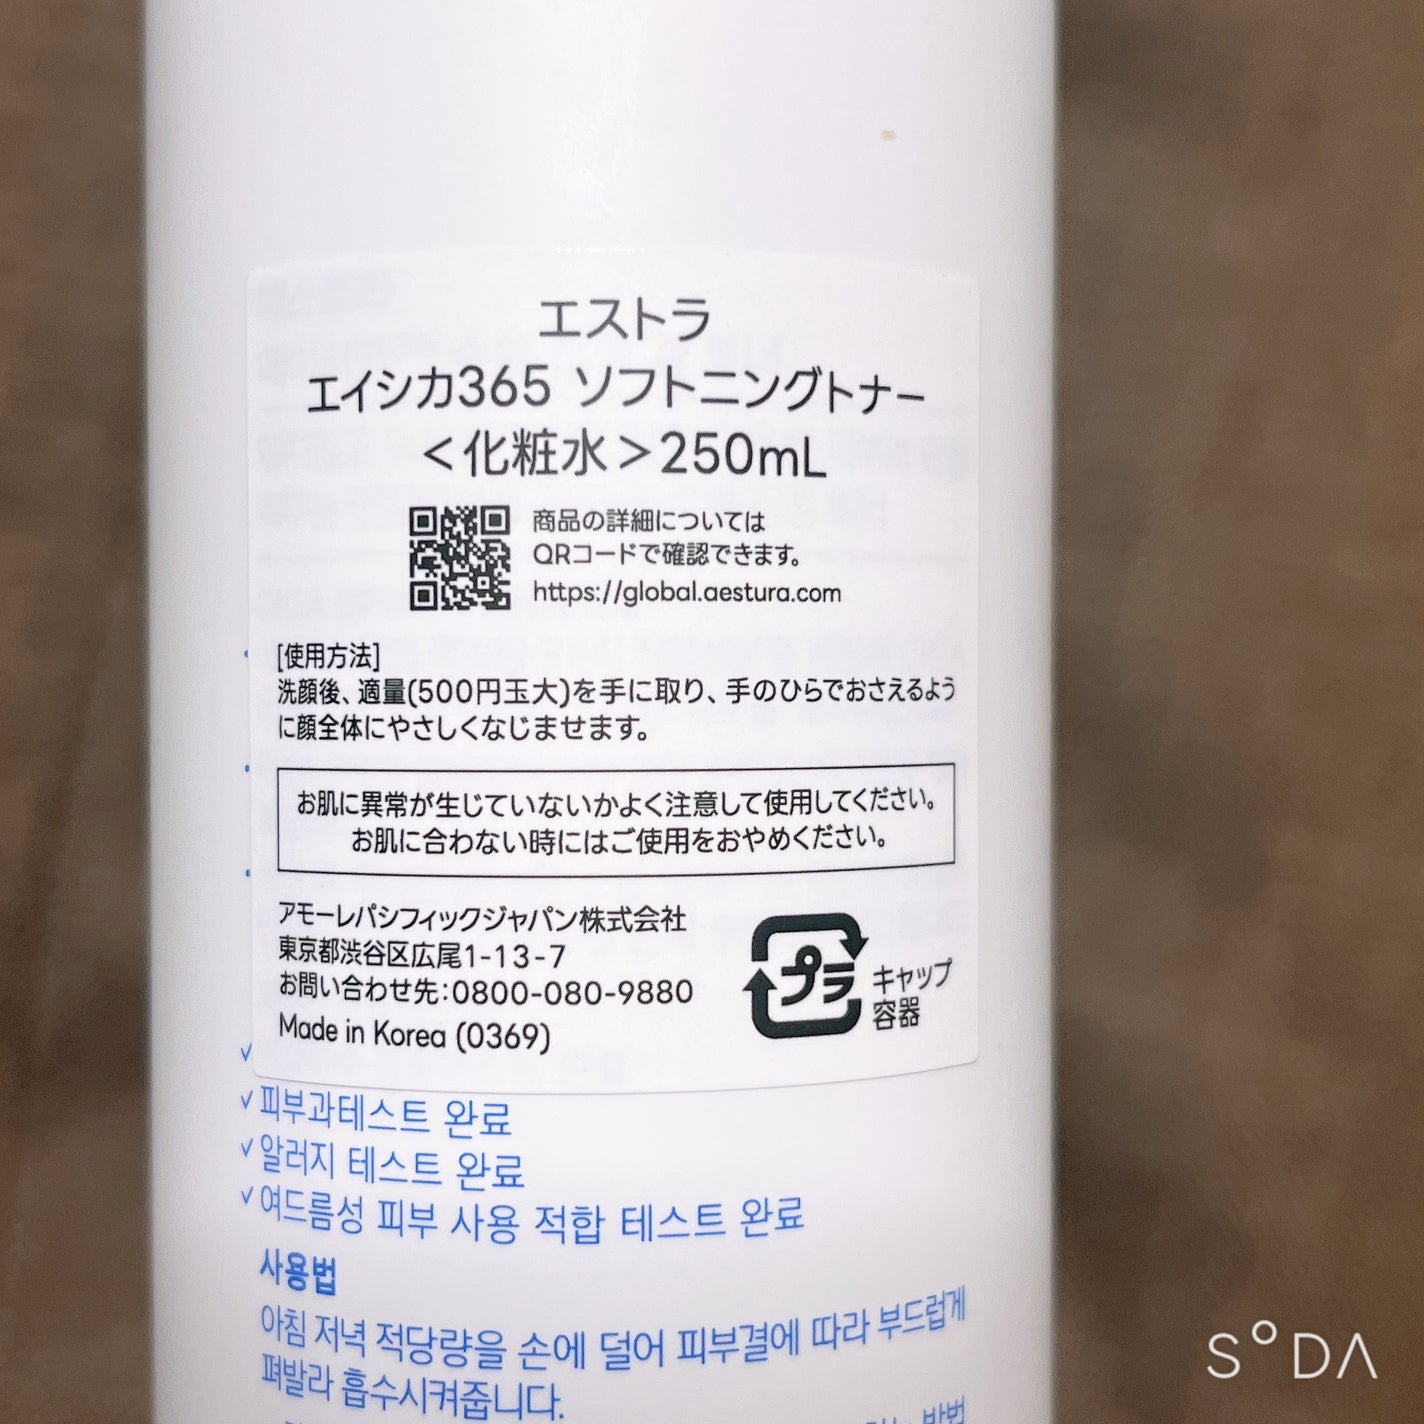 エストラ
エイシカ365 ソフトニングトナー
＜化粧水＞250mL
商品の詳細については
QRコードで確認できます。
https://global.aestura.com
[使用方法]
洗顔後、適量(500円玉大)を手に取り、手のひらでおさえるよう
に顔全体にやさしくなじませます。
お肌に異常が生じていないかよく注意して使用してください。
お肌に合わない時にはご使用をおやめください。
アモーレパシフィックジャパン株式会社
東京都渋谷区広尾1-13-7
お問い合わせ先:0800-080-9880
Made in Korea (0369)
プラ
キャップ
容器
✓피부과테스트 완료
✓알러지 테스트 완료
✓여드름성 피부 사용 적합 테스트 완료
사용법
아침 저녁 적당량을 손에 덜어 피부결에 따라 부드럽게
펴발라 흡수시켜줍니다.
방법
SODA